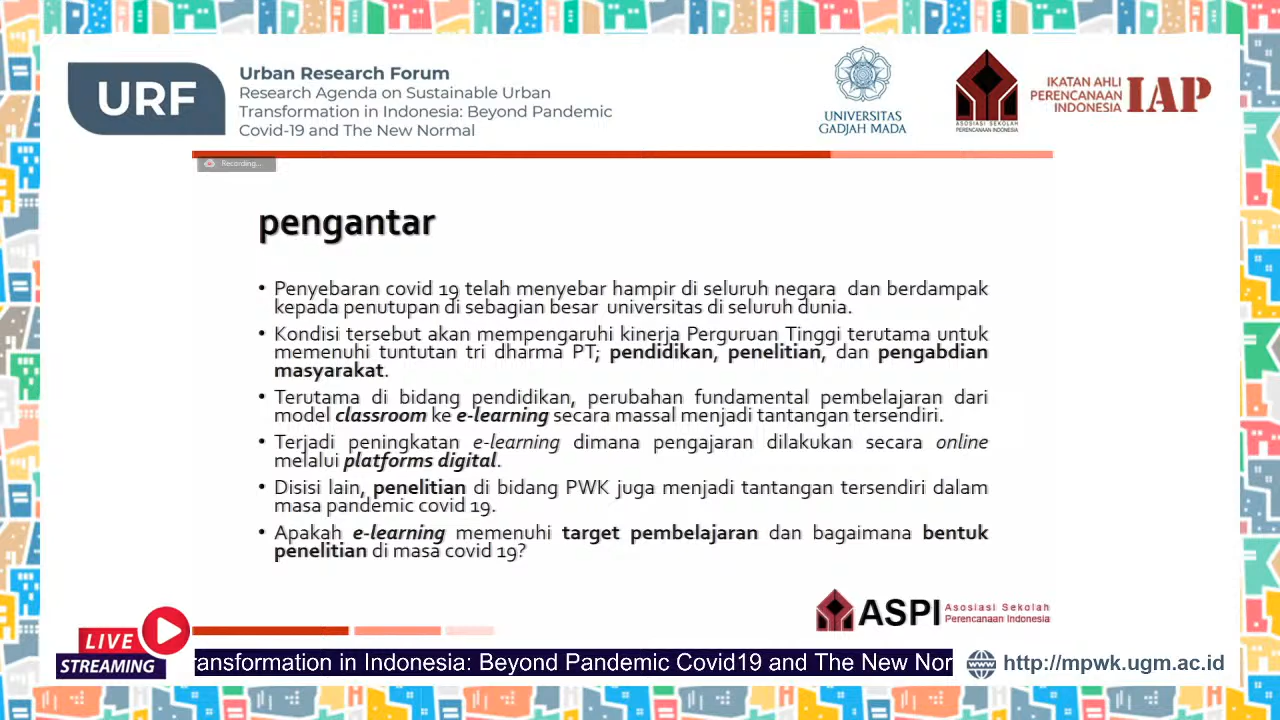 URF
Urban Research Forum
Research Agenda on Sustainable Urban
Transformation in Indonesia: Beyond Pandemic
Covid-19 and The New Normal
UNIVERSITAS
GADJAH MADA
ASOSIASI SEKOLAH
PERENCANAAN INDONESIA
IKATAN AHLI
PERENCANAAN
INDONESIA
IAP
Recording...
pengantar
• Penyebaran covid 19 telah menyebar hampir di seluruh negara dan berdampak
kepada penutupan di sebagian besar universitas di seluruh dunia.
• Kondisi tersebut akan mempengaruhi kinerja Perguruan Tinggi terutama untuk
memenuhi tuntutan tri dharma PT; pendidikan, penelitian, dan pengabdian
masyarakat.
• Terutama di bidang pendidikan, perubahan fundamental pembelajaran dari
model classroom ke e-learning secara massal menjadi tantangan tersendiri.
• Terjadi peningkatan e-learning dimana pengajaran dilakukan secara online
melalui platforms digital.
• Disisi lain, penelitian di bidang PWK juga menjadi tantangan tersendiri dalam
masa pandemic covid 19.
• Apakah e-learning memenuhi target pembelajaran dan bagaimana bentuk
penelitian di masa covid 19?
ASPI
Asosiasi Sekolah
Perencanaan Indonesia
LIVE
STREAMING
ransformation in Indonesia: Beyond Pandemic Covid19 and The New Nor
http://mpwk.ugm.ac.id